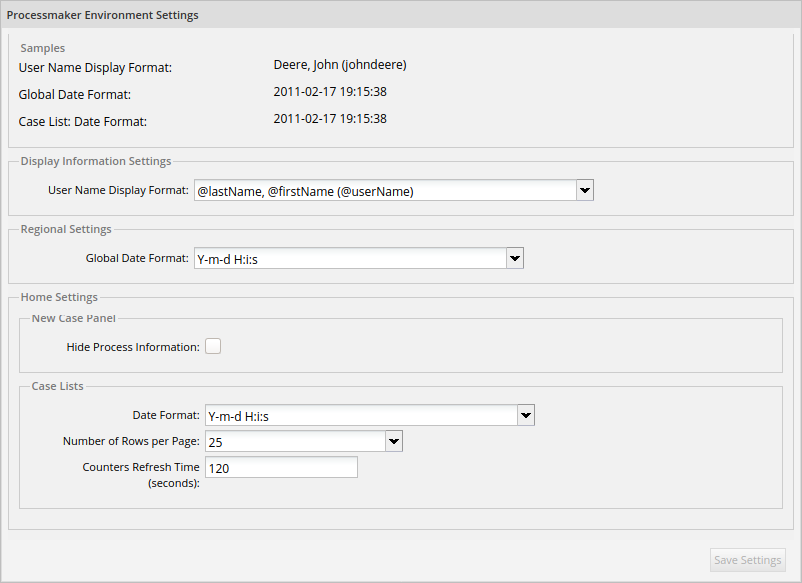 Processmaker Environment Settings
Samples
User Name Display Format: Deere, John (johndeere)
Global Date Format: 2011-02-17 19:15:38
Case List: Date Format: 2011-02-17 19:15:38
Display Information Settings
User Name Display Format: @lastName, @firstName (@userName)
Regional Settings
Global Date Format: Y-m-d H:i:s
Home Settings
New Case Panel
Hide Process Information:
Case Lists
Date Format: Y-m-d H:i:s
Number of Rows per Page: 25
Counters Refresh Time 120
(seconds):
Save Settings